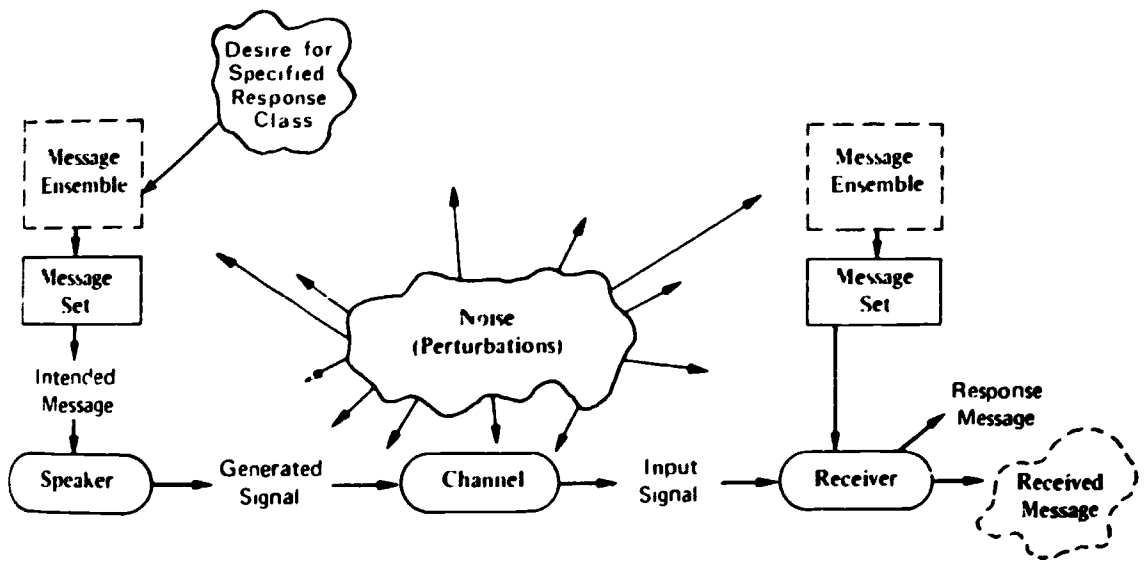 Desire for
Specified
Response
Class
Message
Ensemble
Message
Set
Intended
Message
Speaker
Generated
Signal
Noise
(Perturbations)
Channel
Input
Signal
Message
Ensemble
Message
Set
Receiver
Response
Message
Received
Message